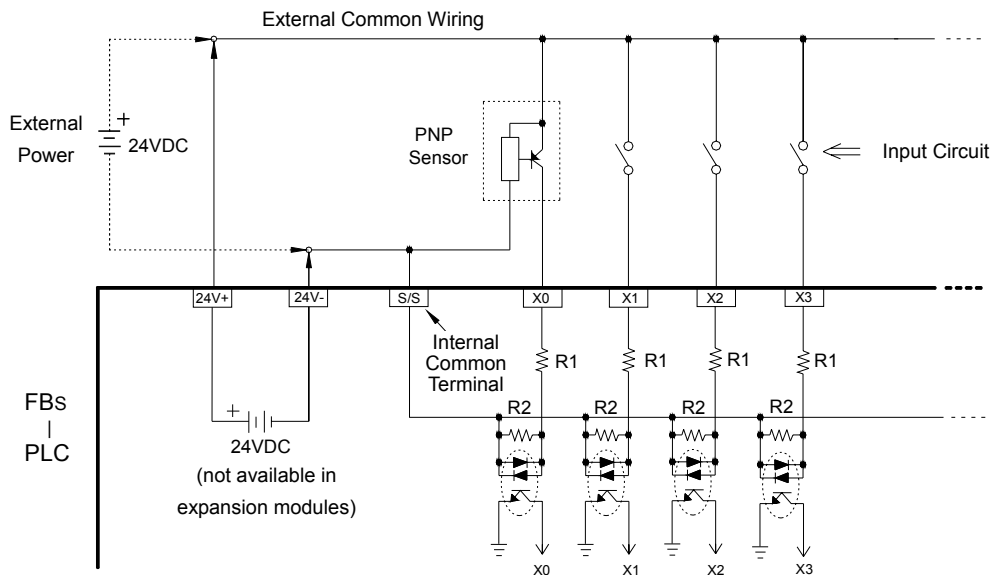 External Common Wiring
External
Power
+
24VDC
PNP
Sensor
Input Circuit
24V+ 24V- S/S X0 X1 X2 X3
Internal
Common
Terminal
R1 R1 R1 R1
FBs
PLC
+
24VDC
(not available in
expansion modules)
R2 R2 R2 R2
X0 X1 X2 X3